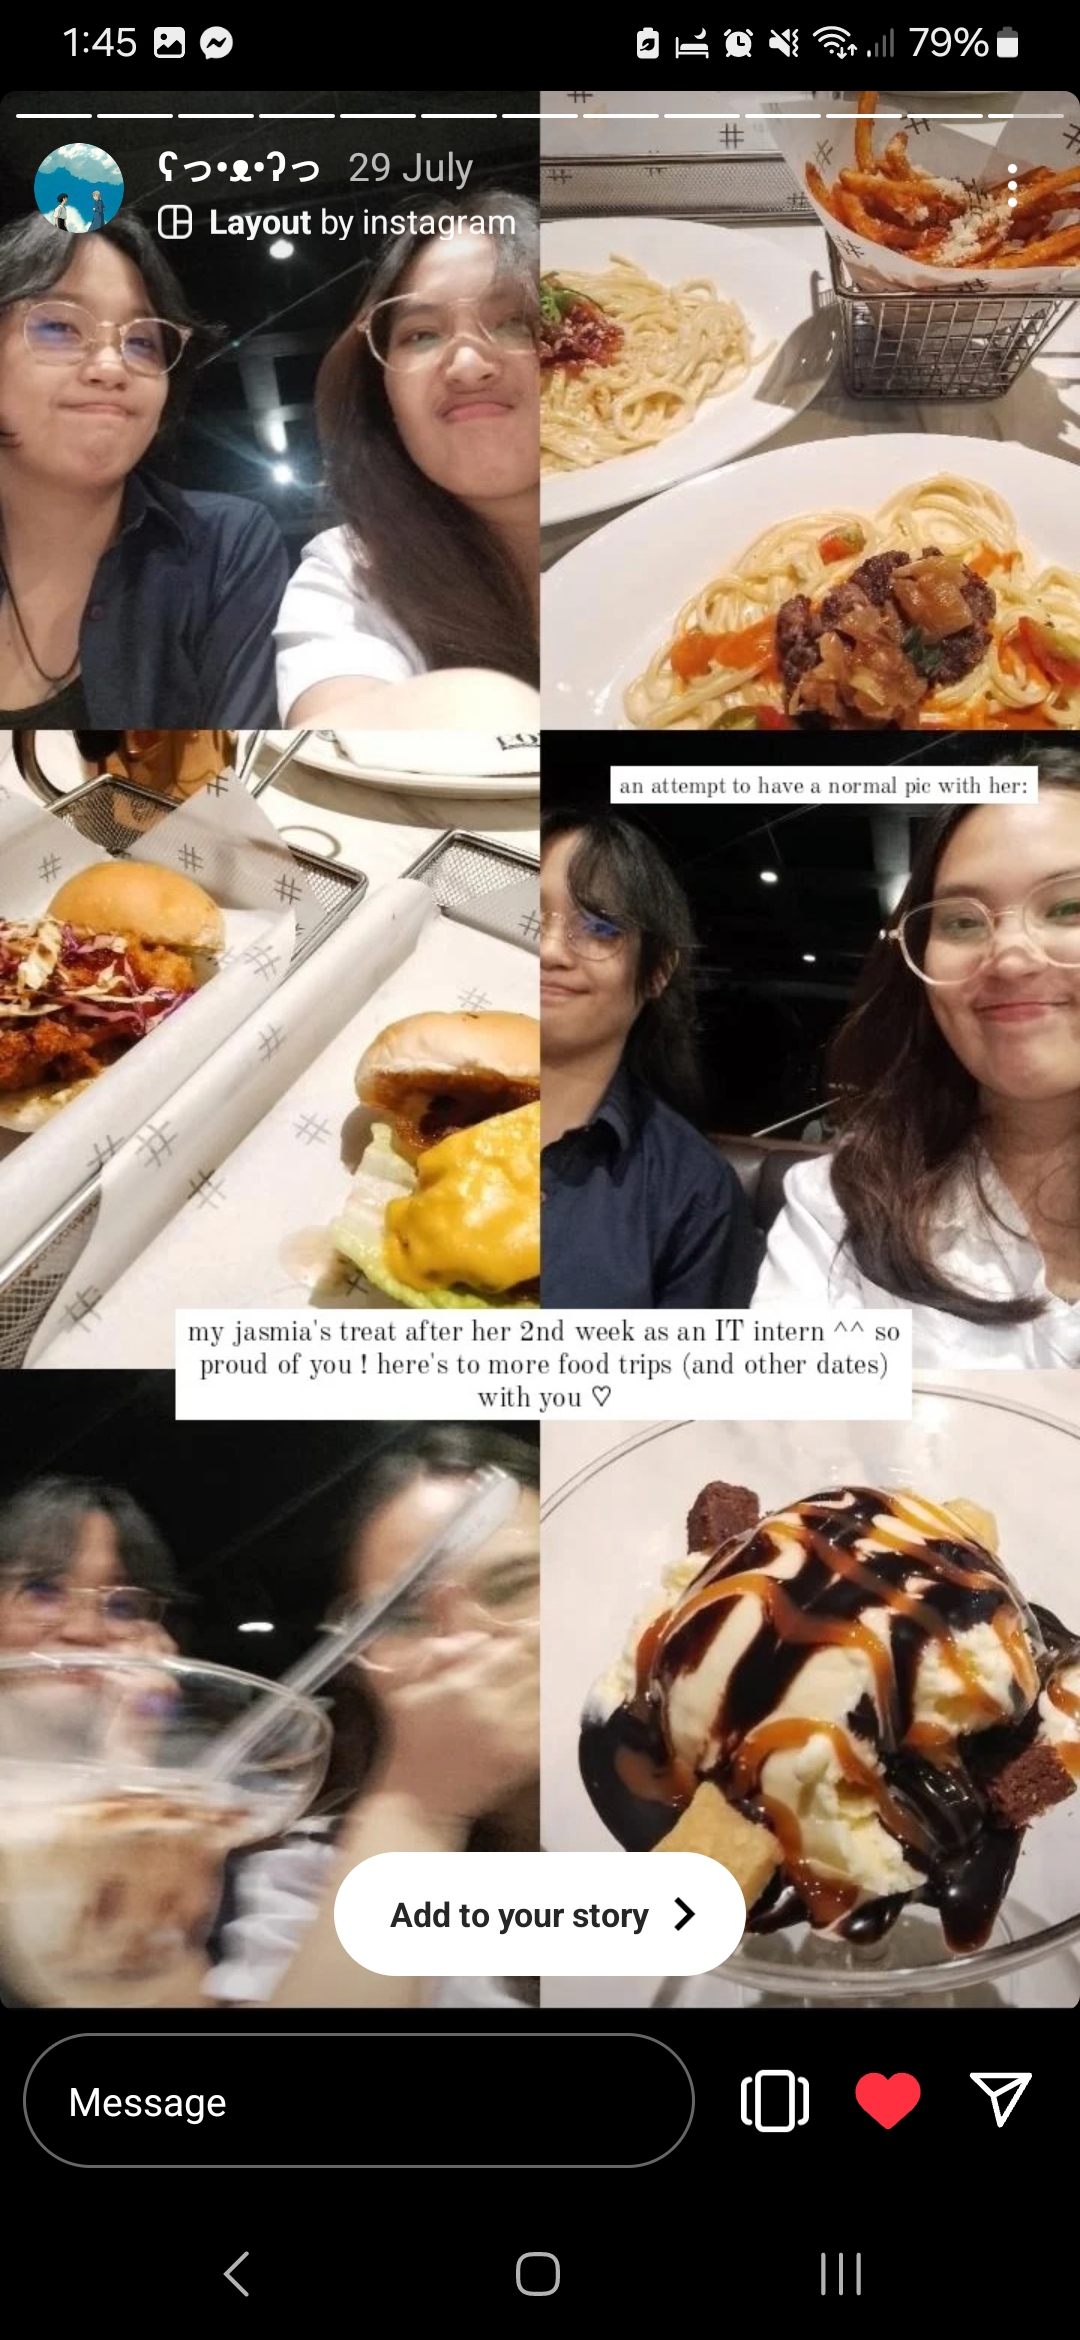 1:45
79%
ʕっ•ᴥ•ʔっ 29 July
Layout by instagram
an attempt to have a normal pic with her:
my jasmia's treat after her 2nd week as an IT intern ^^ so
proud of you ! here's to more food trips (and other dates)
with you ♡
Add to your story
Message